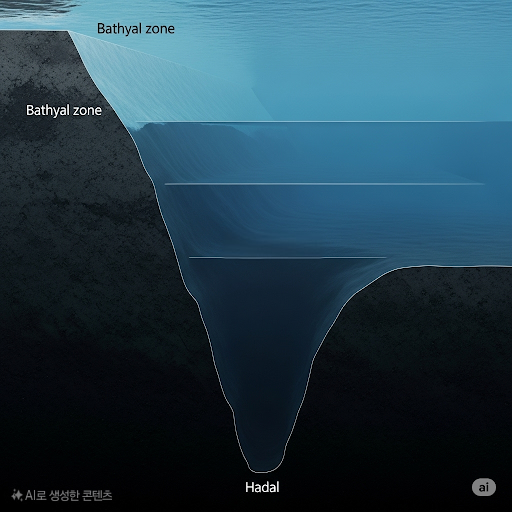 Bathyal zone
Bathyal zone
Hadal
AI로 생성한 콘텐츠
ai